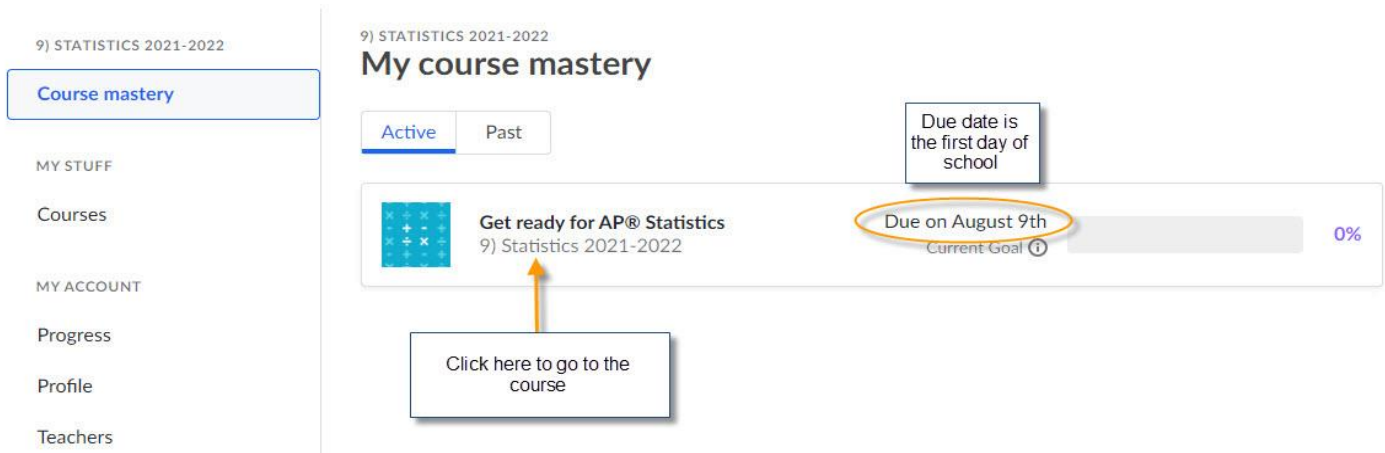 9) STATISTICS 2021-2022
Course mastery
MY STUFF
Courses
MY ACCOUNT
Progress
Profile
Teachers
9) STATISTICS 2021-2022
My course mastery
Active Past
Due date is
the first day of
school
Get ready for AP® Statistics
9) Statistics 2021-2022
Due on August 9th
Current Goal
0%
Click here to go to the
course